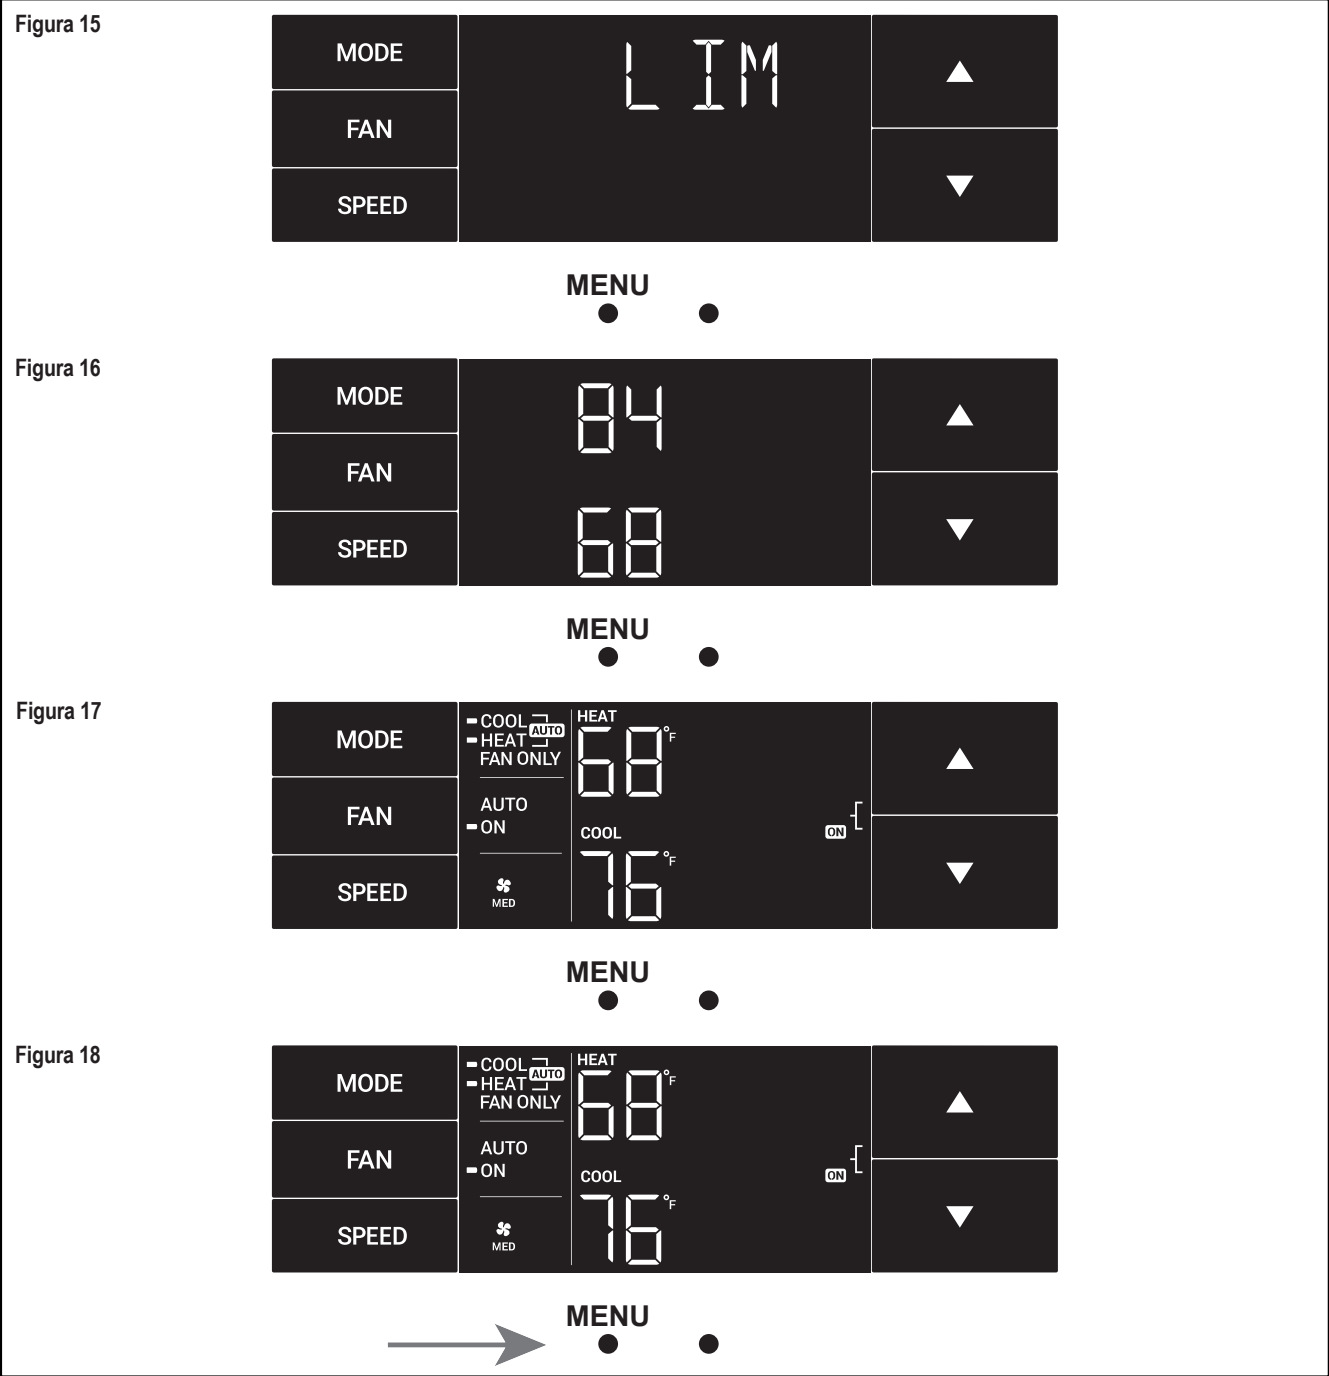 Figura 15
MODE
FAN
SPEED
LIM
MENU
Figura 16
MODE
FAN
SPEED
84
68
MENU
Figura 17
MODE
FAN
SPEED
COOL
AUTO
HEAT
FAN ONLY
AUTO
ON
MED
HEAT
68°F
COOL
76°F
ON
MENU
Figura 18
MODE
FAN
SPEED
COOL
AUTO
HEAT
FAN ONLY
AUTO
ON
MED
HEAT
68°F
COOL
76°F
ON
MENU